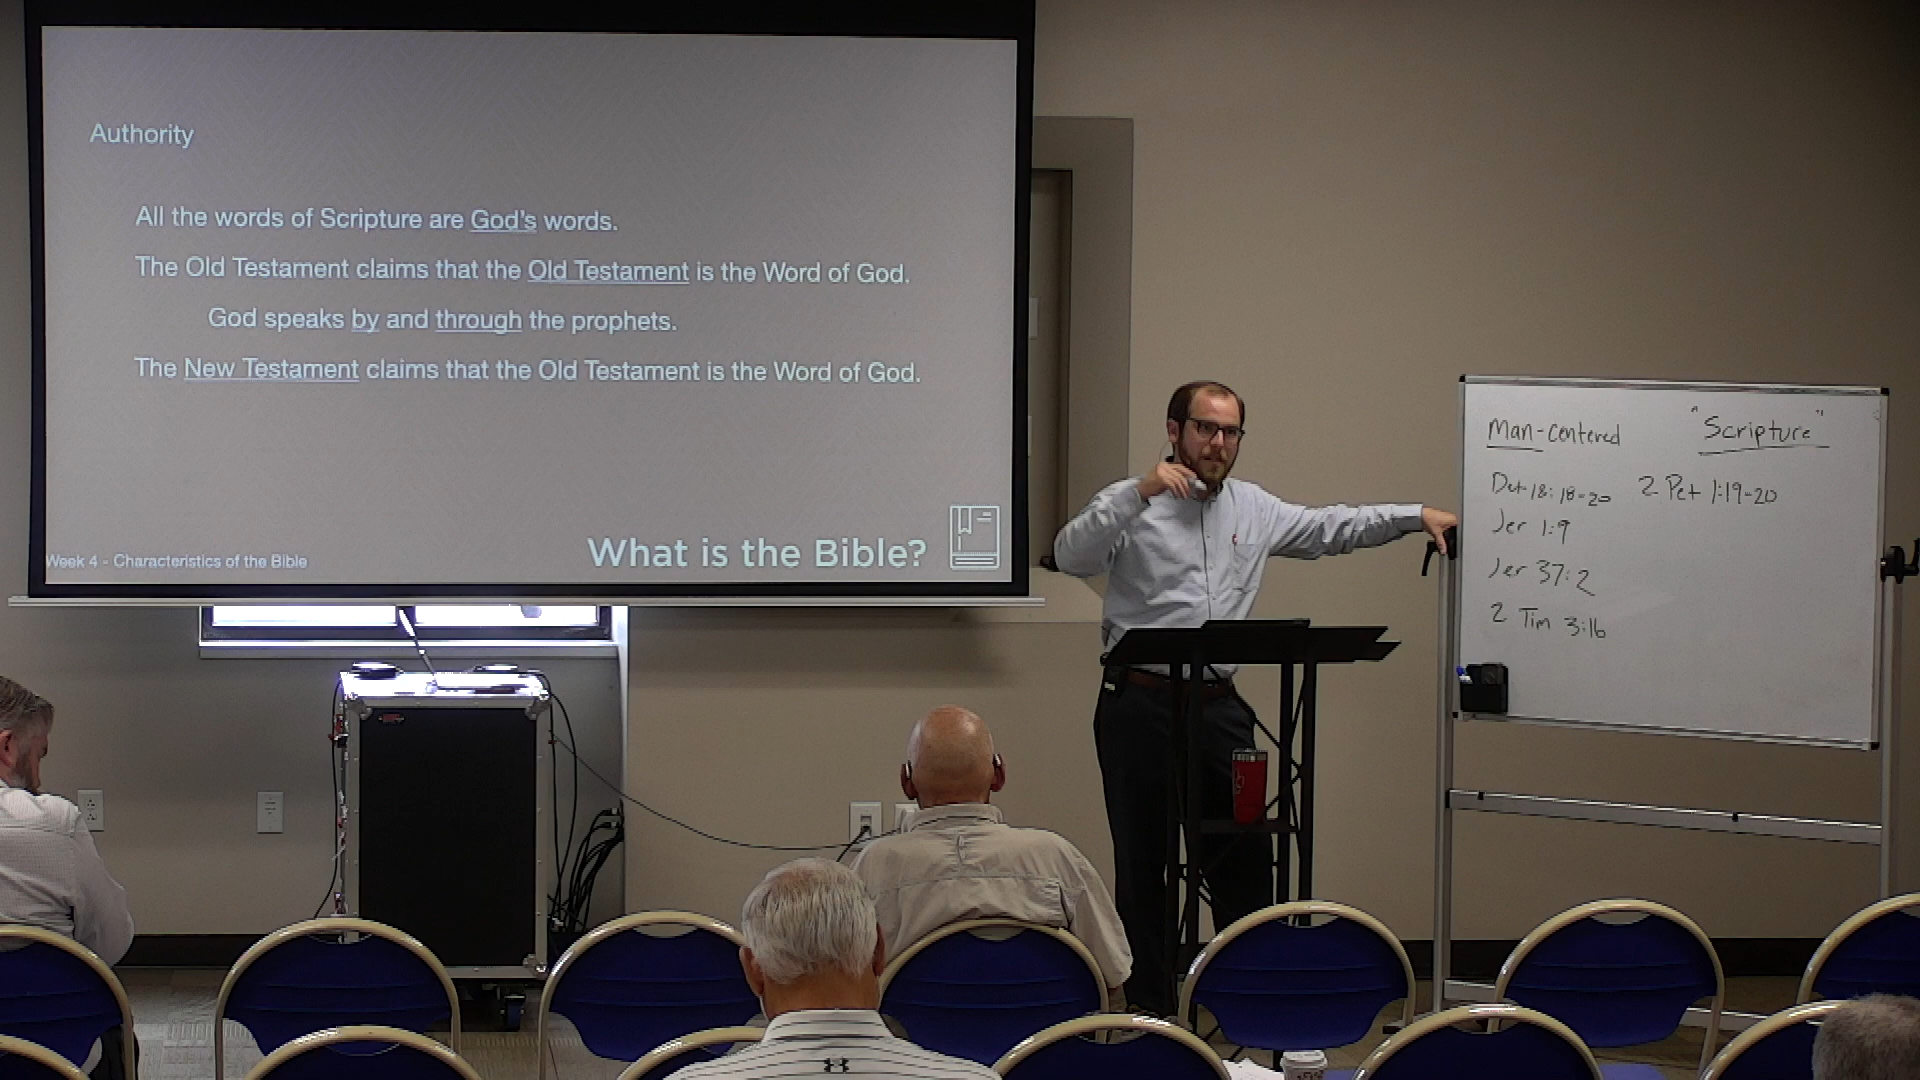 Authority
All the words of Scripture are God's words.
The Old Testament claims that the Old Testament is the Word of God.
God speaks by and through the prophets.
The New Testament claims that the Old Testament is the Word of God.
Week 4 - Characteristics of the Bible
What is the Bible?
Man-centered
"Scripture"
Dut 18:18-20
2 Pet 1:19-20
Jer 1:9
Jer 37:2
2 Tim 3:16